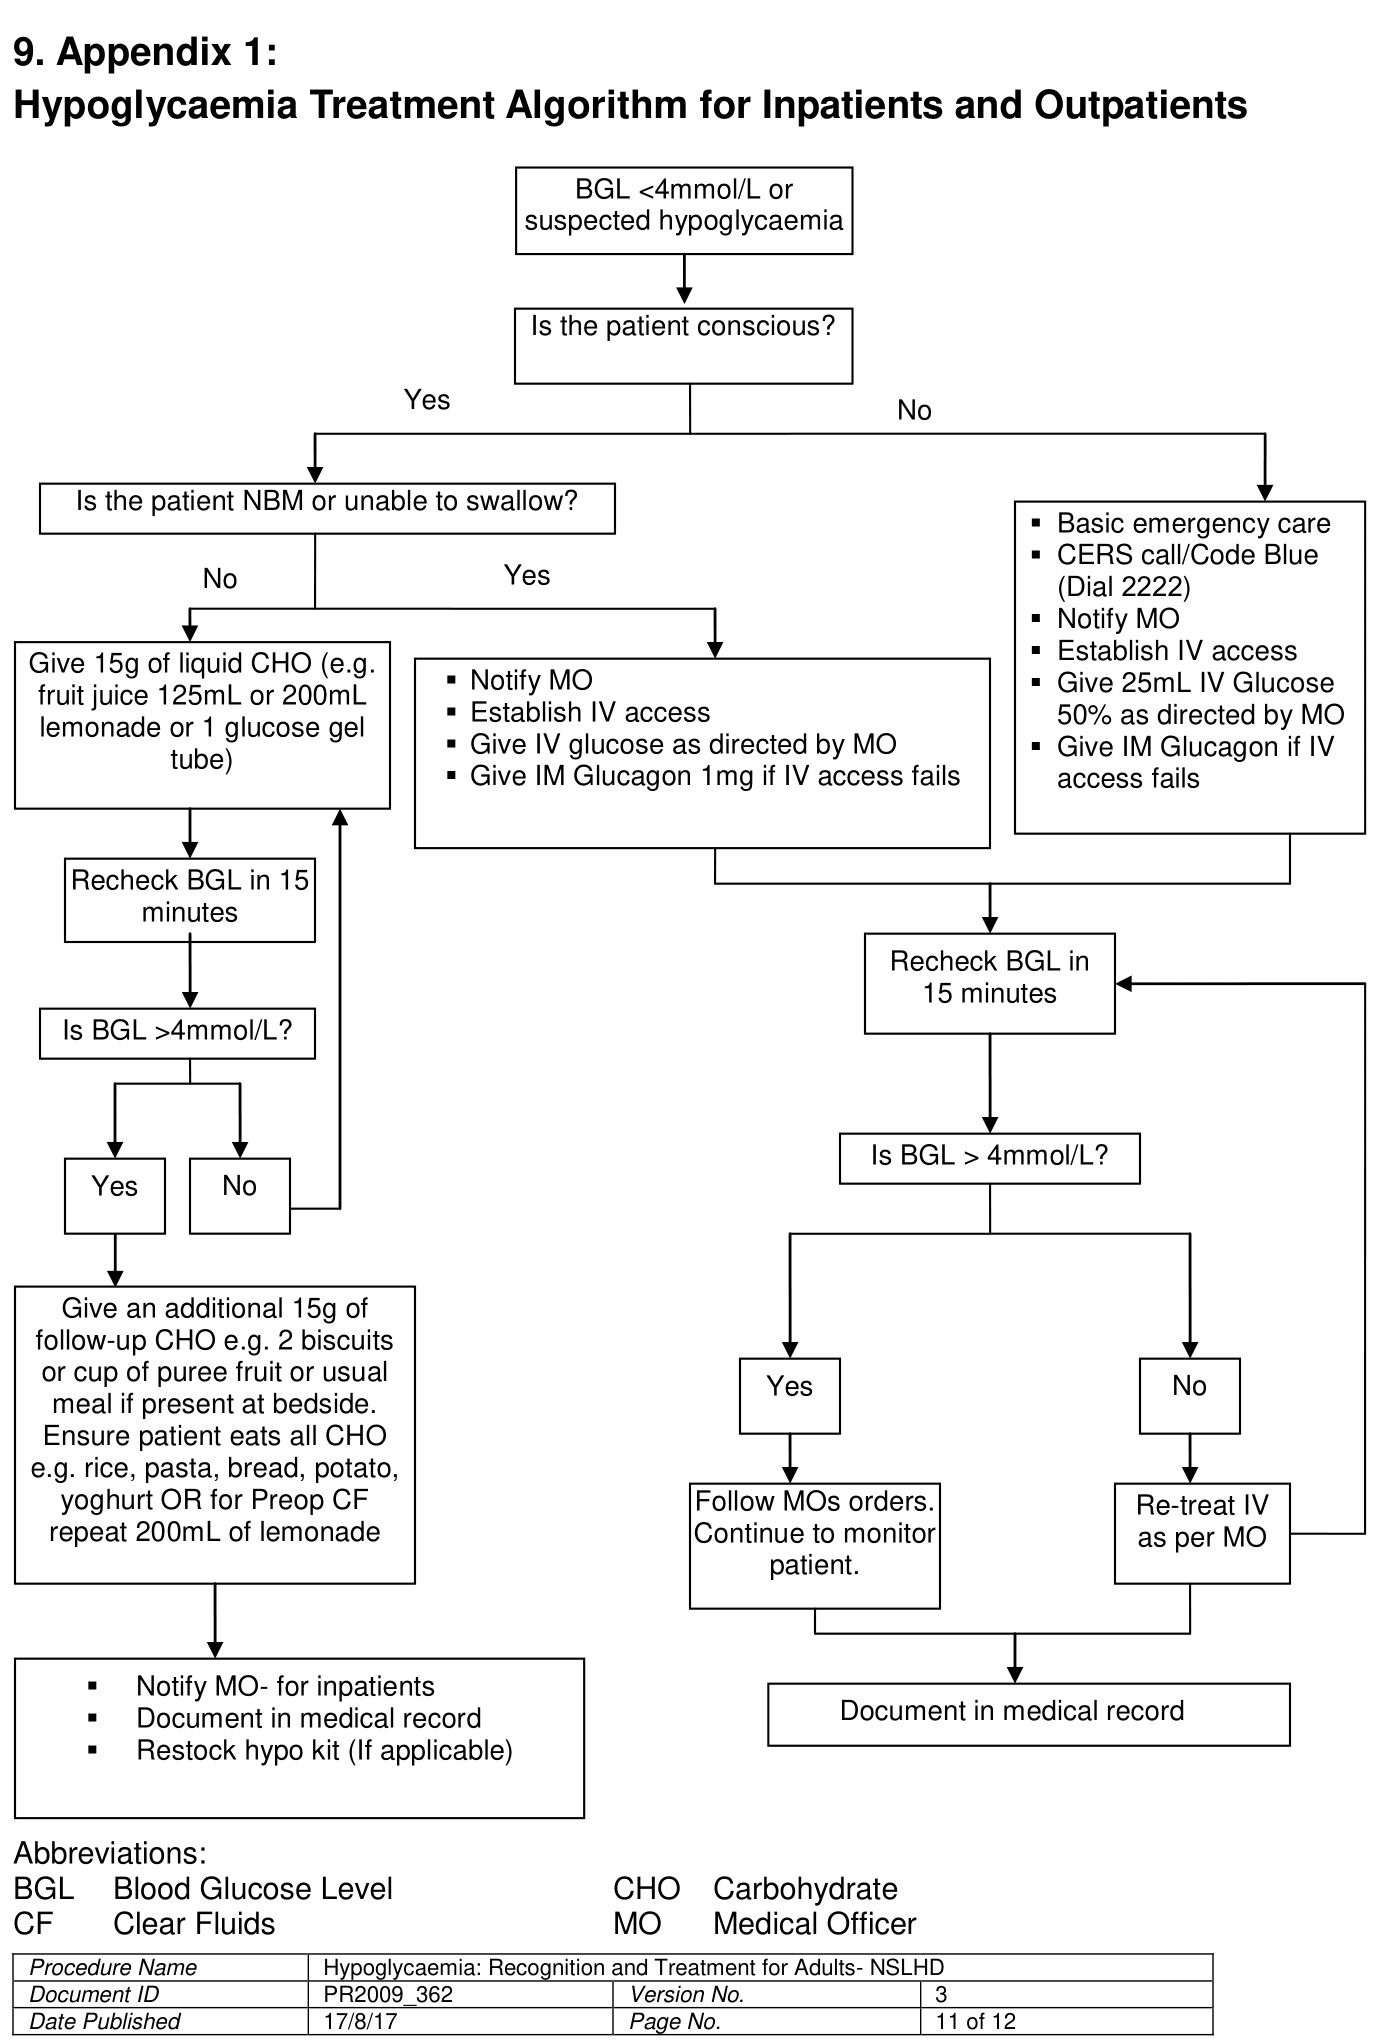 9. Appendix 1:
Hypoglycaemia Treatment Algorithm for Inpatients and Outpatients
BGL <4mmol/L or
suspected hypoglycaemia
Is the patient conscious?
Yes
No
Is the patient NBM or unable to swallow?
No
Yes
▪ Basic emergency care
▪ CERS call/Code Blue
(Dial 2222)
▪ Notify MO
▪ Establish IV access
▪ Give 25mL IV Glucose
50% as directed by MO
▪ Give IM Glucagon if IV
access fails
Give 15g of liquid CHO (e.g.
fruit juice 125mL or 200mL
lemonade or 1 glucose gel
tube)
▪ Notify MO
▪ Establish IV access
▪ Give IV glucose as directed by MO
▪ Give IM Glucagon 1mg if IV access fails
Recheck BGL in 15
minutes
Is BGL >4mmol/L?
Yes
No
Recheck BGL in
15 minutes
Is BGL > 4mmol/L?
Yes
No
Give an additional 15g of
follow-up CHO e.g. 2 biscuits
or cup of puree fruit or usual
meal if present at bedside.
Ensure patient eats all CHO
e.g. rice, pasta, bread, potato,
yoghurt OR for Preop CF
repeat 200mL of lemonade
Follow MOs orders.
Continue to monitor
patient.
Re-treat IV
as per MO
▪ Notify MO- for inpatients
▪ Document in medical record
▪ Restock hypo kit (If applicable)
Document in medical record
Abbreviations:
BGL Blood Glucose Level CHO Carbohydrate
CF Clear Fluids MO Medical Officer
Procedure Name Hypoglycaemia: Recognition and Treatment for Adults- NSLHD
Document ID PR2009_362 Version No. 3
Date Published 17/8/17 Page No. 11 of 12